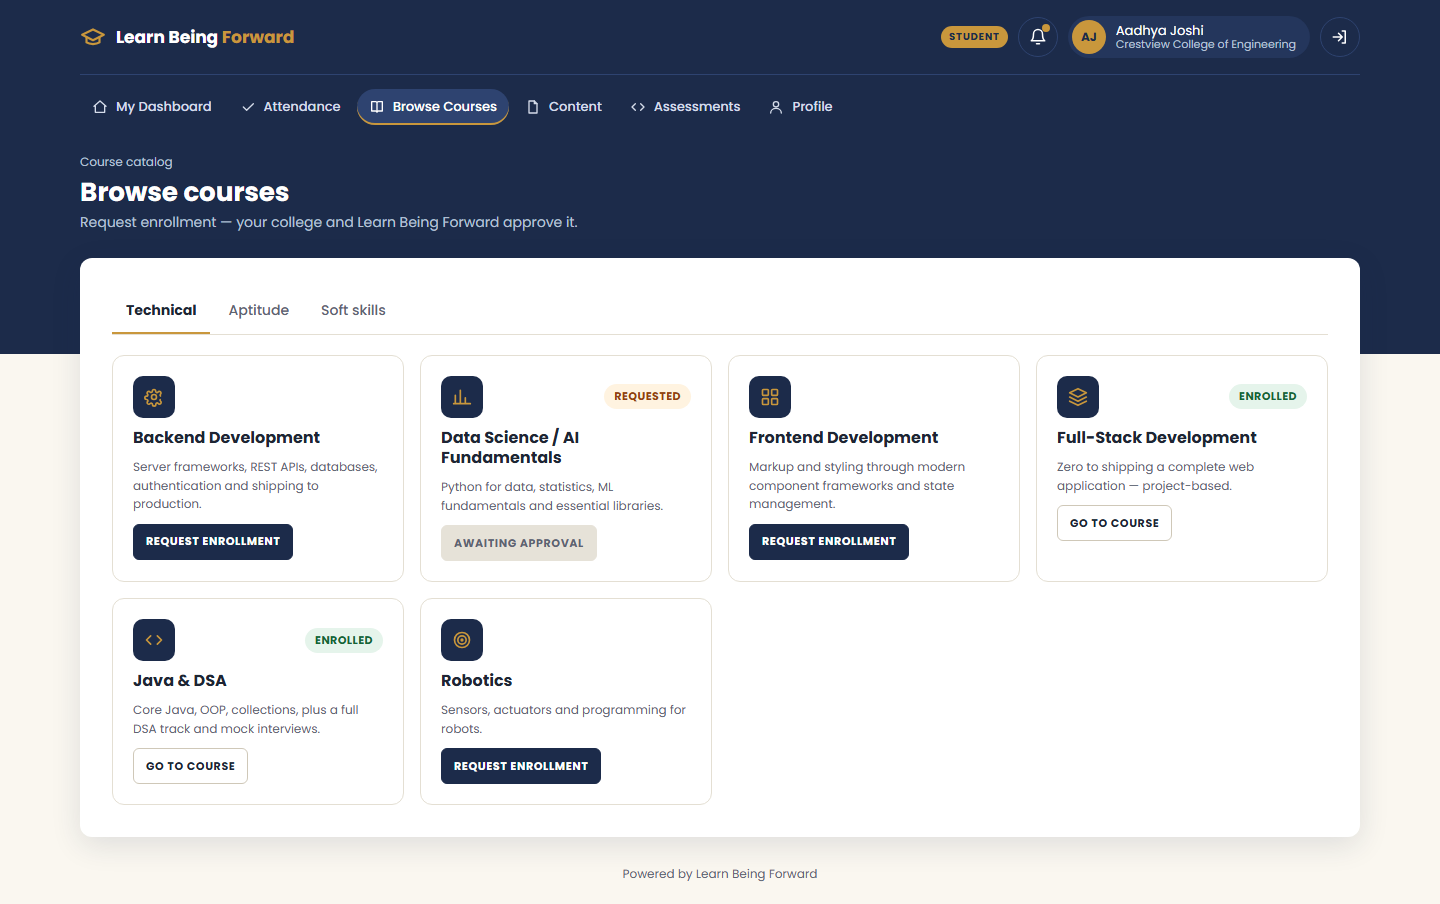 Learn Being Forward
STUDENT
AJ
Aadhya Joshi
Crestview College of Engineering
My Dashboard
Attendance
Browse Courses
Content
Assessments
Profile
Course catalog
Browse courses
Request enrollment — your college and Learn Being Forward approve it.
Technical
Aptitude
Soft skills
Backend Development
Server frameworks, REST APIs, databases,
authentication and shipping to
production.
REQUEST ENROLLMENT
REQUESTED
Data Science / AI
Fundamentals
Python for data, statistics, ML
fundamentals and essential libraries.
AWAITING APPROVAL
Frontend Development
Markup and styling through modern
component frameworks and state
management.
REQUEST ENROLLMENT
ENROLLED
Full-Stack Development
Zero to shipping a complete web
application — project-based.
GO TO COURSE
ENROLLED
Java & DSA
Core Java, OOP, collections, plus a full
DSA track and mock interviews.
GO TO COURSE
Robotics
Sensors, actuators and programming for
robots.
REQUEST ENROLLMENT
Powered by Learn Being Forward